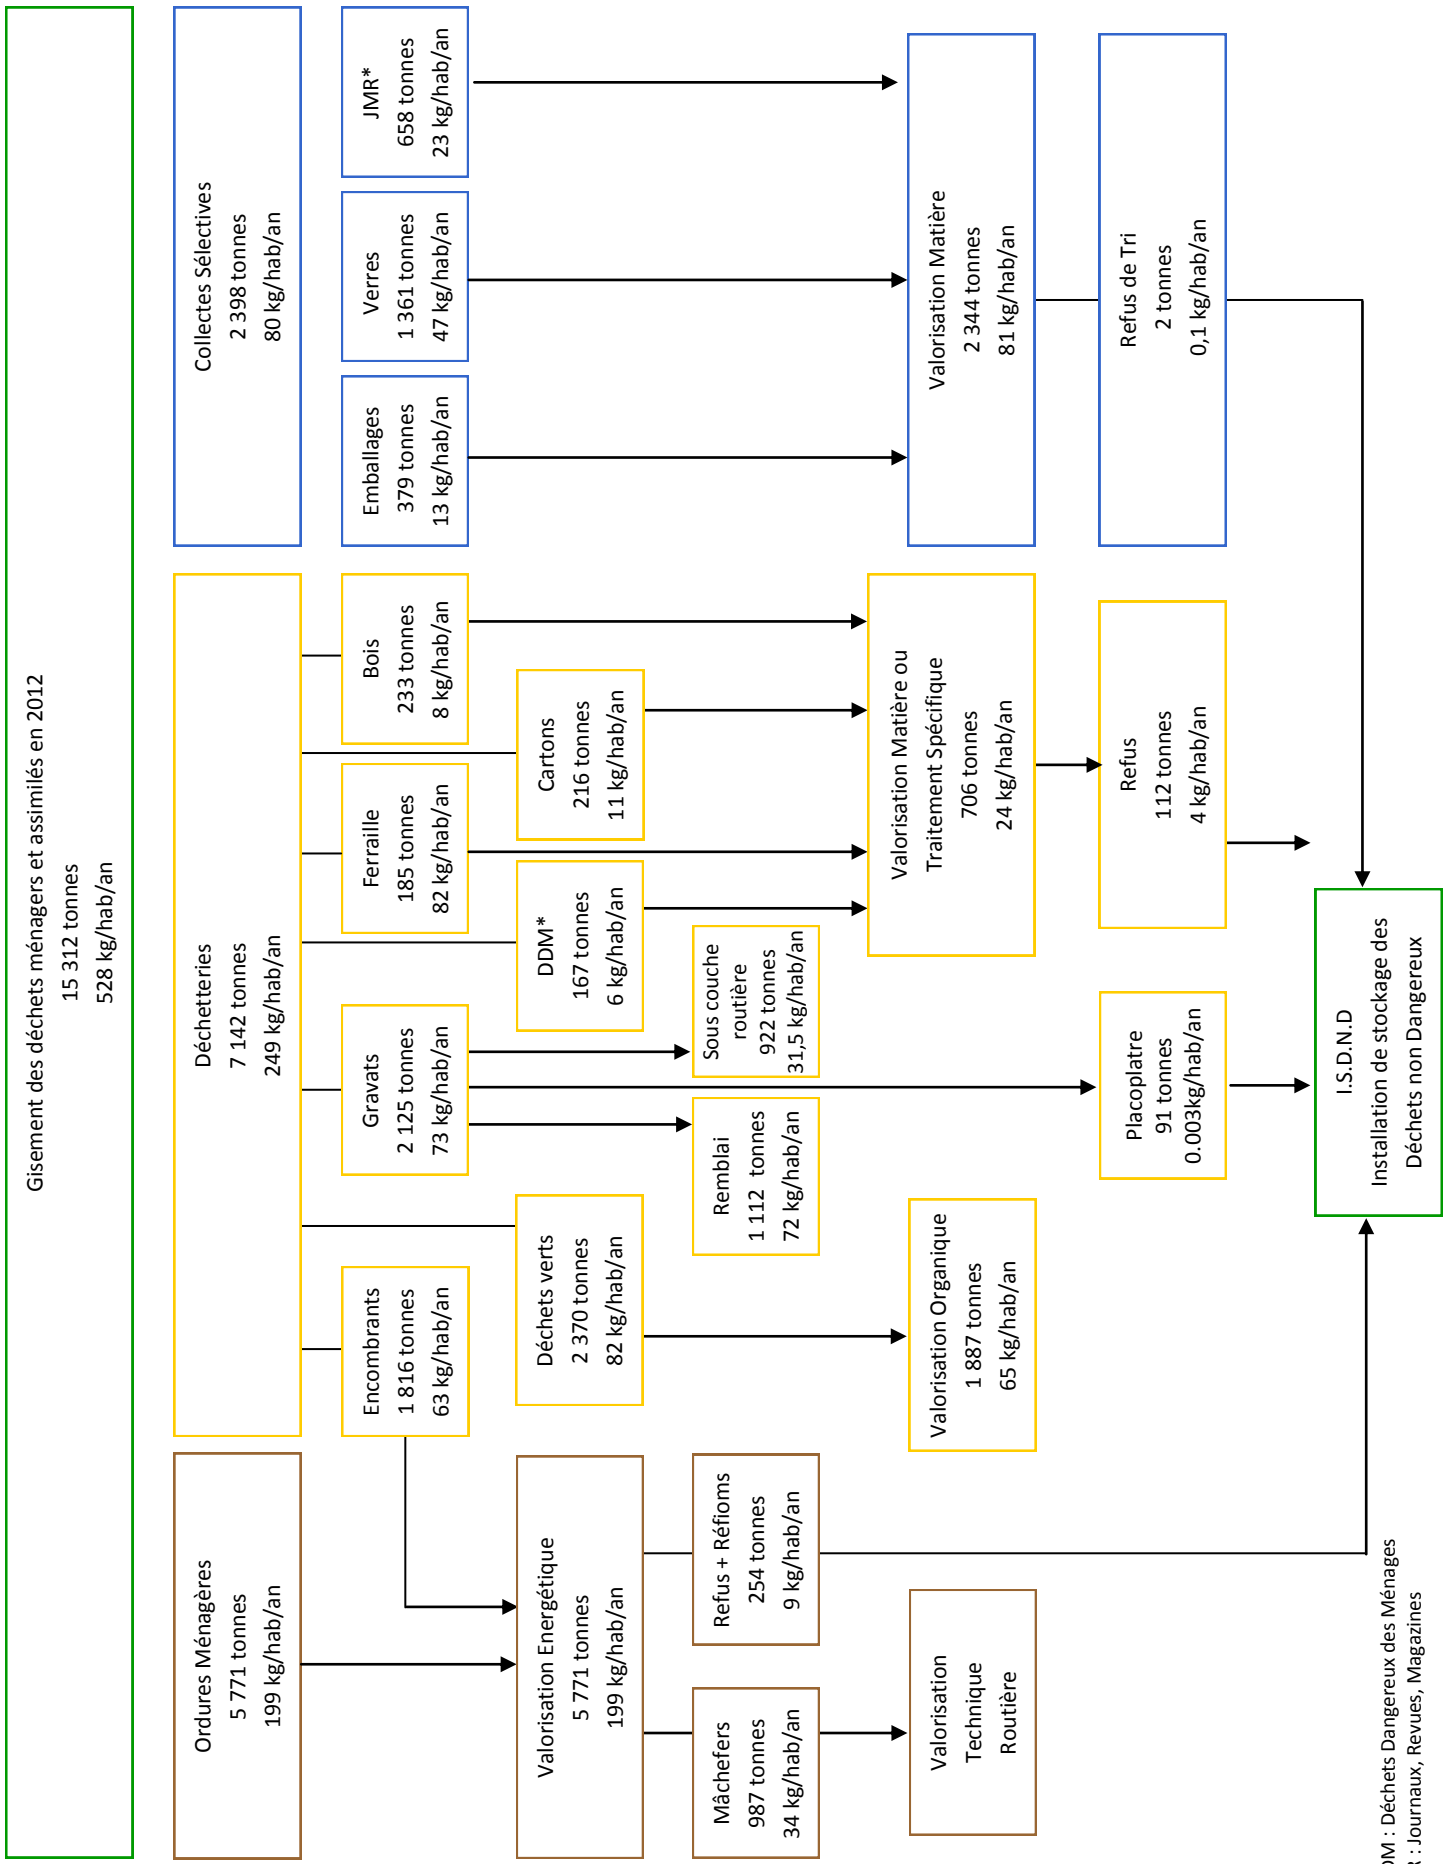 Gisement des déchets ménagers et assimilés en 2012
15 312 tonnes
528 kg/hab/an
Ordures Ménagères
5 771 tonnes
199 kg/hab/an
Déchetteries
7 142 tonnes
249 kg/hab/an
Collectes Sélectives
2 398 tonnes
80 kg/hab/an
Encombrants
1 816 tonnes
63 kg/hab/an
Gravats
2 125 tonnes
73 kg/hab/an
Ferraille
185 tonnes
82 kg/hab/an
Bois
233 tonnes
8 kg/hab/an
Emballages
379 tonnes
13 kg/hab/an
Verres
1 361 tonnes
47 kg/hab/an
JMR*
658 tonnes
23 kg/hab/an
Valorisation Energétique
5 771 tonnes
199 kg/hab/an
Déchets verts
2 370 tonnes
82 kg/hab/an
DDM*
167 tonnes
6 kg/hab/an
Cartons
216 tonnes
11 kg/hab/an
Mâchefers
987 tonnes
34 kg/hab/an
Refus + Réfioms
254 tonnes
9 kg/hab/an
Remblai
1 112 tonnes
72 kg/hab/an
Sous couche
routière
922 tonnes
31,5 kg/hab/an
Valorisation
Technique
Routière
Valorisation Organique
1 887 tonnes
65 kg/hab/an
Valorisation Matière ou
Traitement Spécifique
706 tonnes
24 kg/hab/an
Valorisation Matière
2 344 tonnes
81 kg/hab/an
Placoplatre
91 tonnes
0.003kg/hab/an
Refus
112 tonnes
4 kg/hab/an
Refus de Tri
2 tonnes
0,1 kg/hab/an
I.S.D.N.D
Installation de stockage des
Déchets non Dangereux
: Déchets Dangereux des Ménages
: Journaux, Revues, Magazines